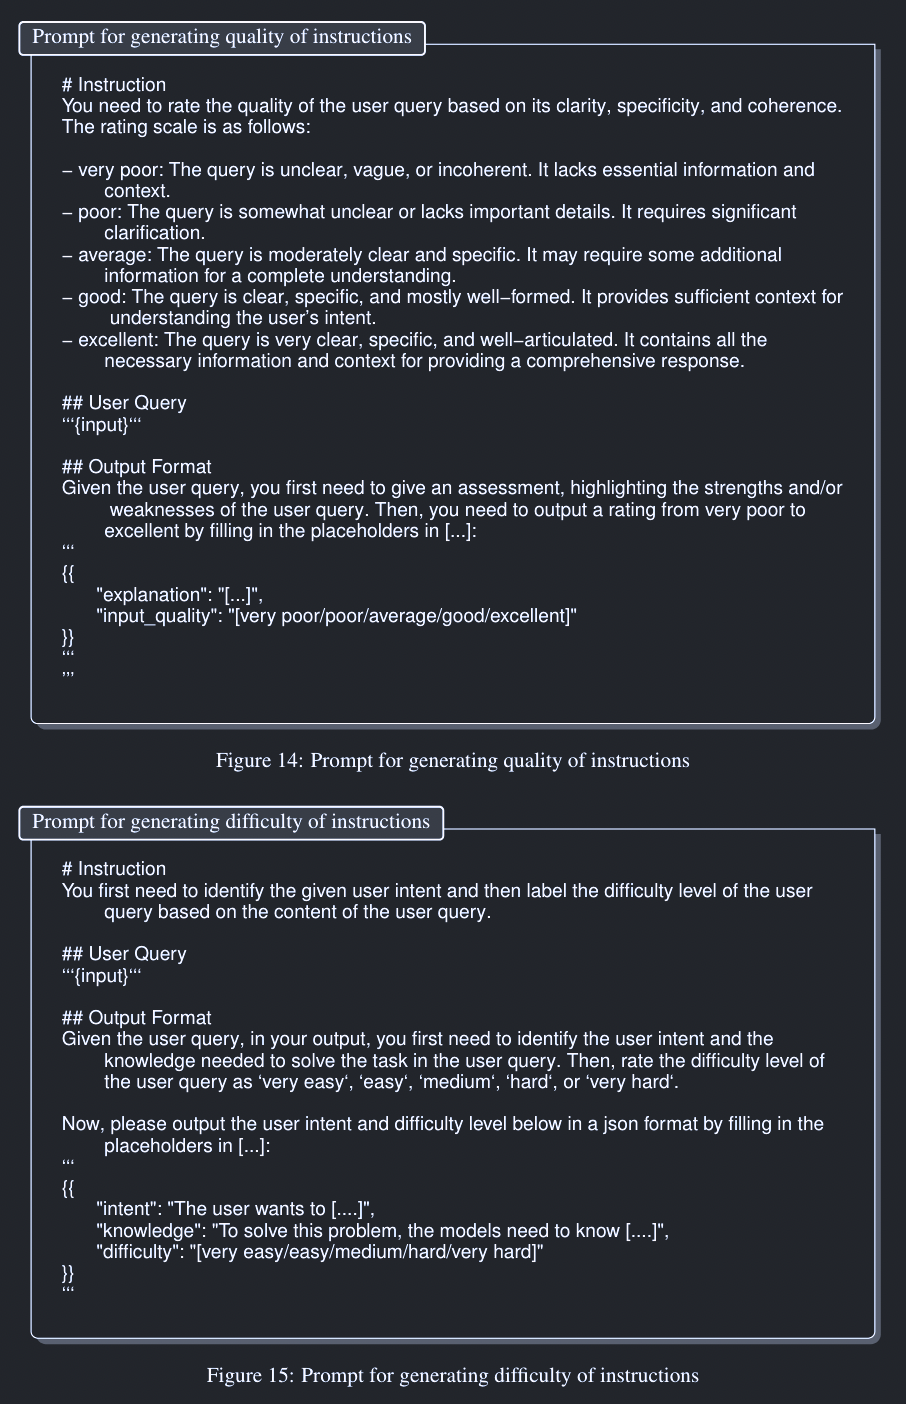 Prompt for generating quality of instructions
# Instruction
You need to rate the quality of the user query based on its clarity, specificity, and coherence.
The rating scale is as follows:
– very poor: The query is unclear, vague, or incoherent. It lacks essential information and
context.
– poor: The query is somewhat unclear or lacks important details. It requires significant
clarification.
– average: The query is moderately clear and specific. It may require some additional
information for a complete understanding.
– good: The query is clear, specific, and mostly well–formed. It provides sufficient context for
understanding the user's intent.
– excellent: The query is very clear, specific, and well–articulated. It contains all the
necessary information and context for providing a comprehensive response.
## User Query
‘‘‘{input}‘‘‘
## Output Format
Given the user query, you first need to give an assessment, highlighting the strengths and/or
weaknesses of the user query. Then, you need to output a rating from very poor to
excellent by filling in the placeholders in [...]:
‘‘‘
{{
"explanation": "[...]",
"input_quality": "[very poor/poor/average/good/excellent]"
}}
‘‘‘
,,,
Figure 14: Prompt for generating quality of instructions
Prompt for generating difficulty of instructions
# Instruction
You first need to identify the given user intent and then label the difficulty level of the user
query based on the content of the user query.
## User Query
‘‘‘{input}‘‘‘
## Output Format
Given the user query, in your output, you first need to identify the user intent and the
knowledge needed to solve the task in the user query. Then, rate the difficulty level of
the user query as ‘very easy‘, ‘easy‘, ‘medium‘, ‘hard‘, or ‘very hard‘.
Now, please output the user intent and difficulty level below in a json format by filling in the
placeholders in [...]:
‘‘‘
{{
"intent": "The user wants to [....]",
"knowledge": "To solve this problem, the models need to know [....]",
"difficulty": "[very easy/easy/medium/hard/very hard]"
}}
‘‘‘
Figure 15: Prompt for generating difficulty of instructions